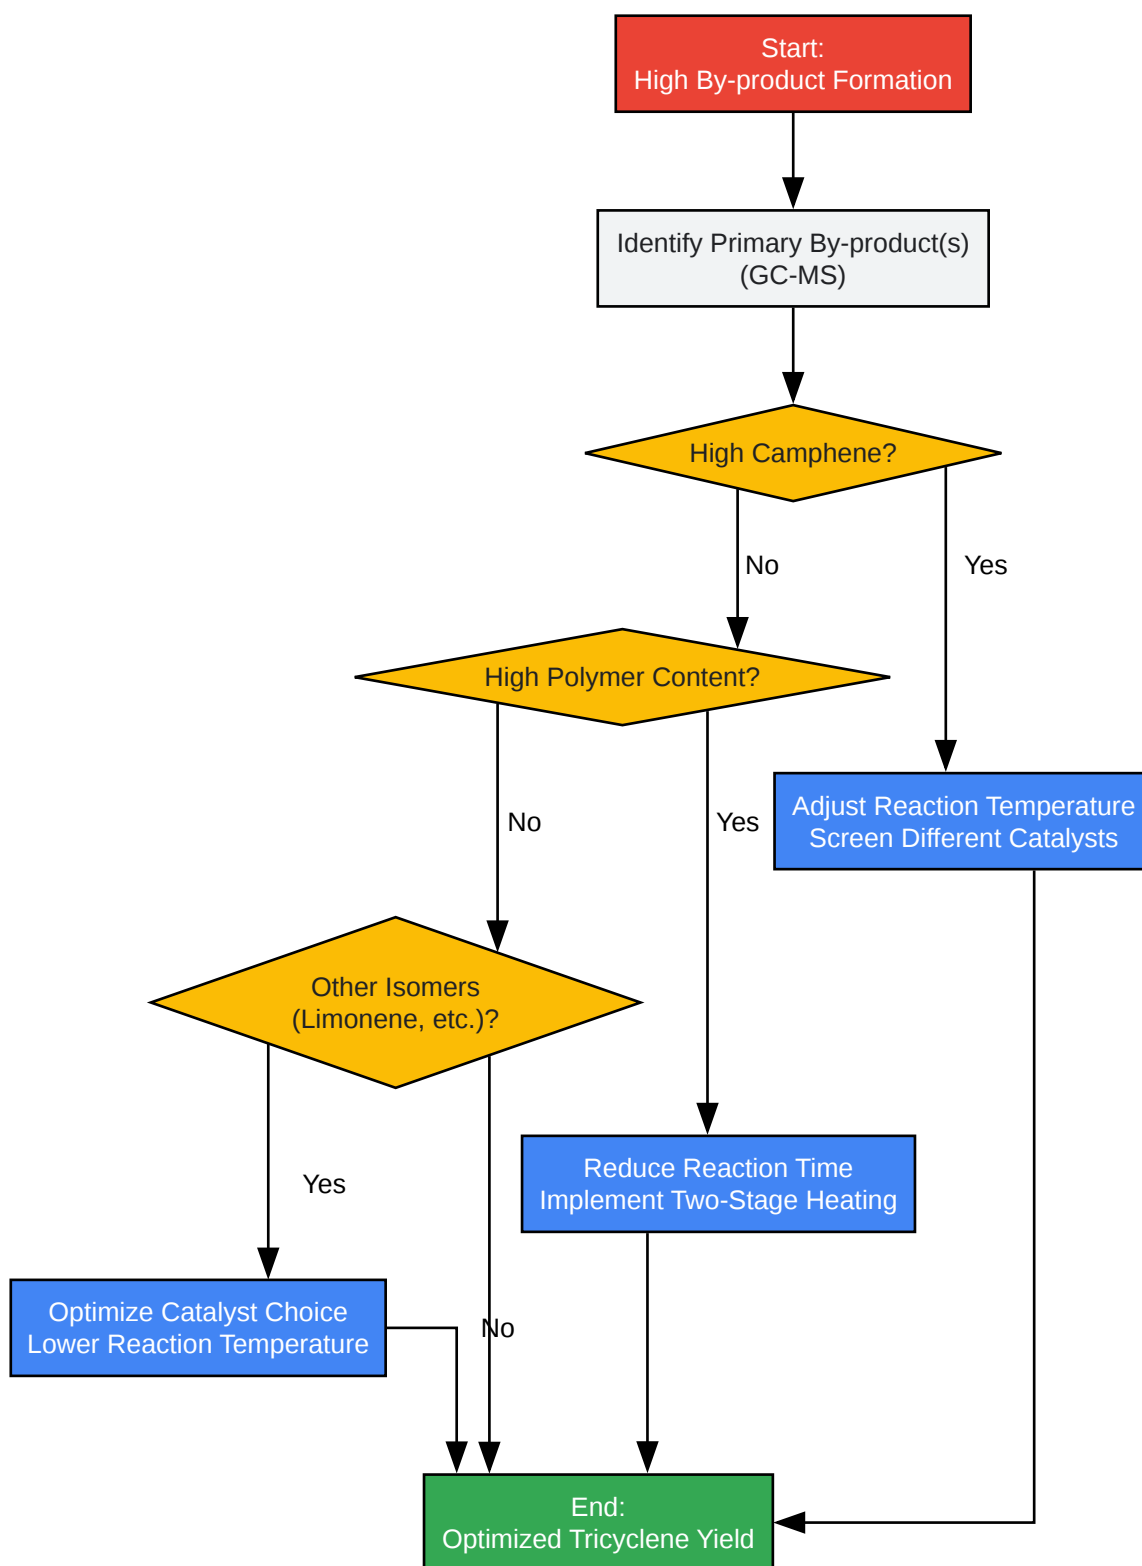 Start:
High By-product Formation
Identify Primary By-product(s)
(GC-MS)
High Camphene?
No
Yes
High Polymer Content?
No
Yes
Adjust Reaction Temperature
Screen Different Catalysts
Other Isomers
(Limonene, etc.)?
Yes
Reduce Reaction Time
Implement Two-Stage Heating
Optimize Catalyst Choice
Lower Reaction Temperature
No
End:
Optimized Tricyclene Yield